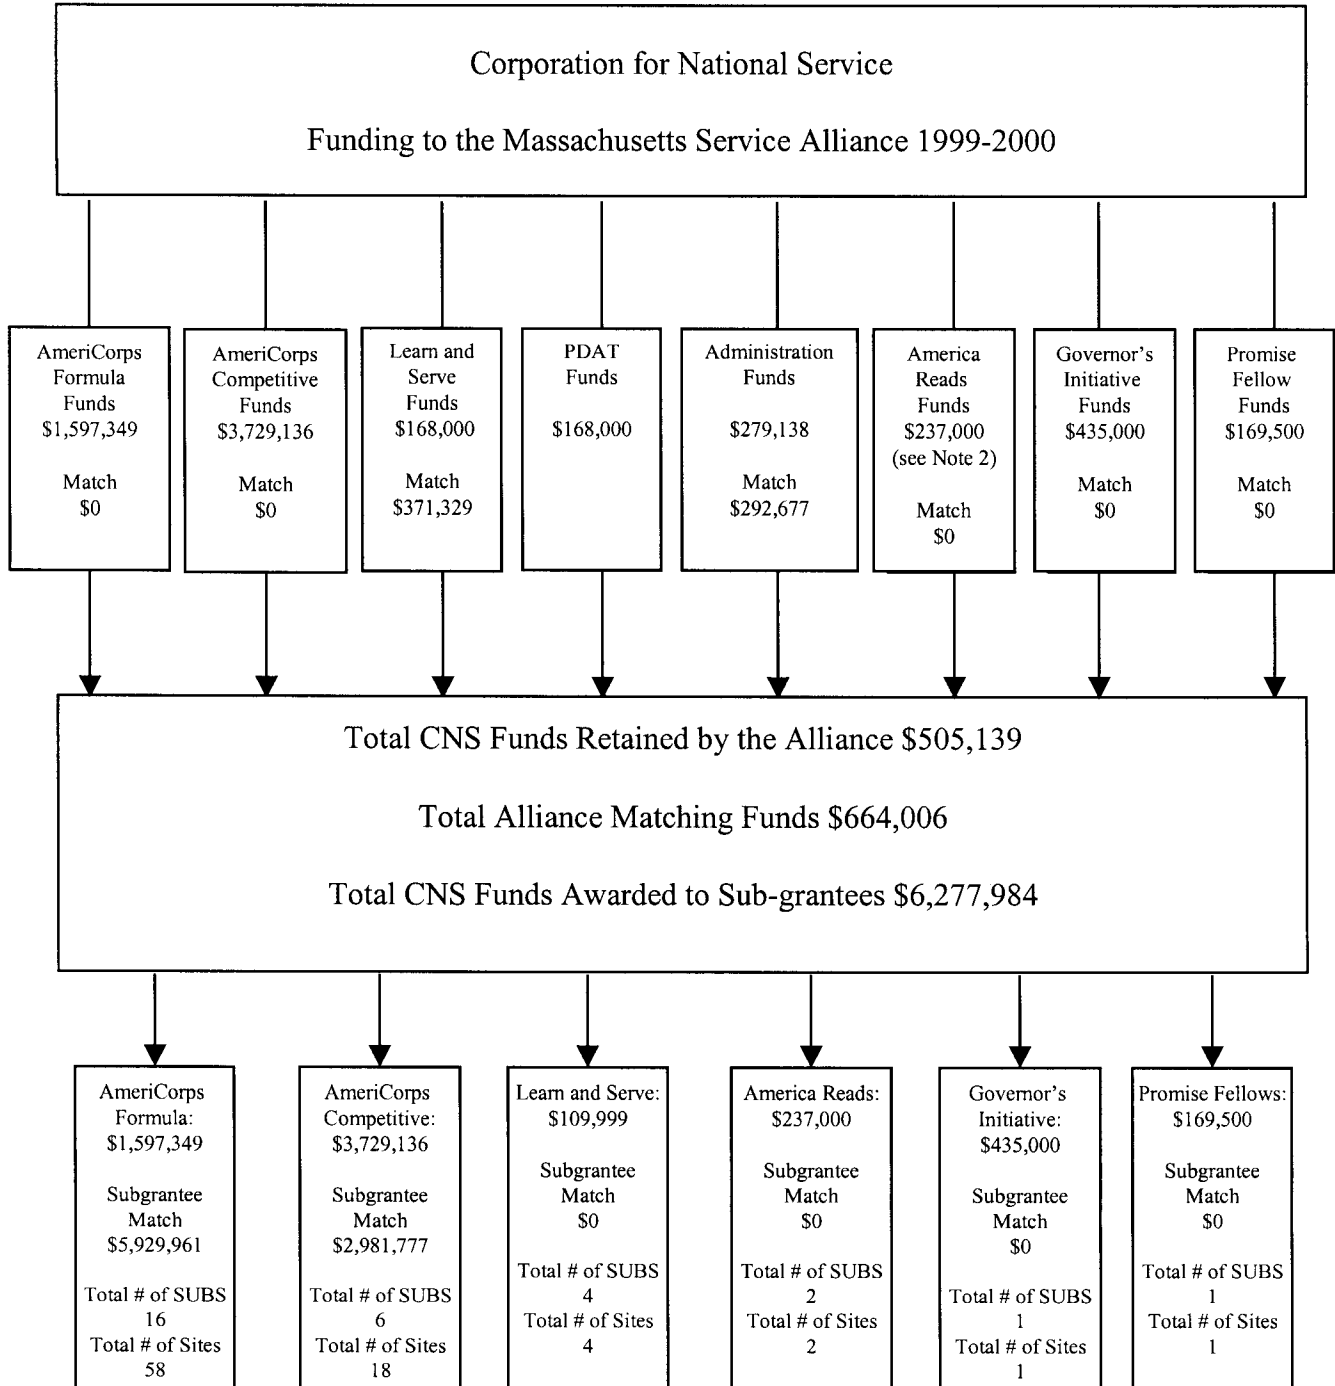 Corporation for National Service
Funding to the Massachusetts Service Alliance 1999-2000
AmeriCorps
Formula
Funds
$1,597,349
Match
$0
AmeriCorps
Competitive
Funds
$3,729,136
Match
$0
Learn and
Serve
Funds
$168,000
Match
$371,329
PDAT
Funds
$168,000
Administration
Funds
$279,138
Match
$292,677
America
Reads
Funds
$237,000
(see Note 2)
Match
$0
Governor's
Initiative
Funds
$435,000
Match
$0
Promise
Fellow
Funds
$169,500
Match
$0
Total CNS Funds Retained by the Alliance $505,139
Total Alliance Matching Funds $664,006
Total CNS Funds Awarded to Sub-grantees $6,277,984
AmeriCorps
Formula:
$1,597,349
Subgrantee
Match
$5,929,961
Total # of SUBS
16
Total # of Sites
58
AmeriCorps
Competitive:
$3,729,136
Subgrantee
Match
$2,981,777
Total # of SUBS
6
Total # of Sites
18
Learn and Serve:
$109,999
Subgrantee
Match
$0
Total # of SUBS
4
Total # of Sites
4
America Reads:
$237,000
Subgrantee
Match
$0
Total # of SUBS
2
Total # of Sites
2
Governor's
Initiative:
$435,000
Subgrantee
Match
$0
Total # of SUBS
1
Total # of Sites
1
Promise Fellows:
$169,500
Subgrantee
Match
$0
Total # of SUBS
1
Total # of Sites
1